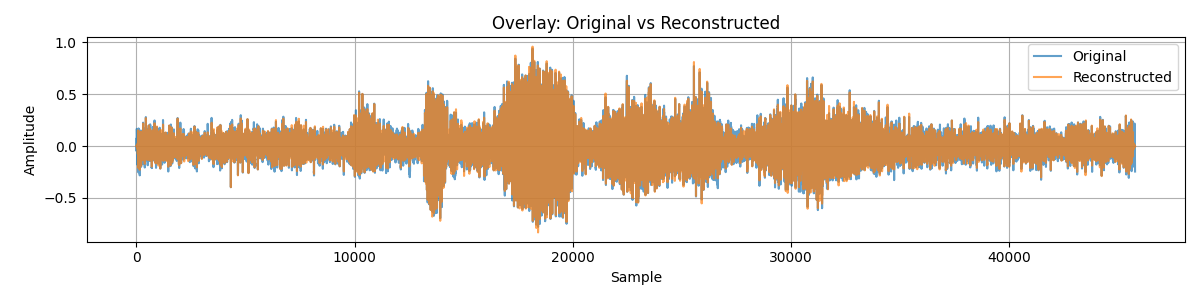 Overlay: Original vs Reconstructed
Original
Reconstructed
Amplitude
1.0
0.5
0.0
−0.5
0
10000
20000
30000
40000
Sample